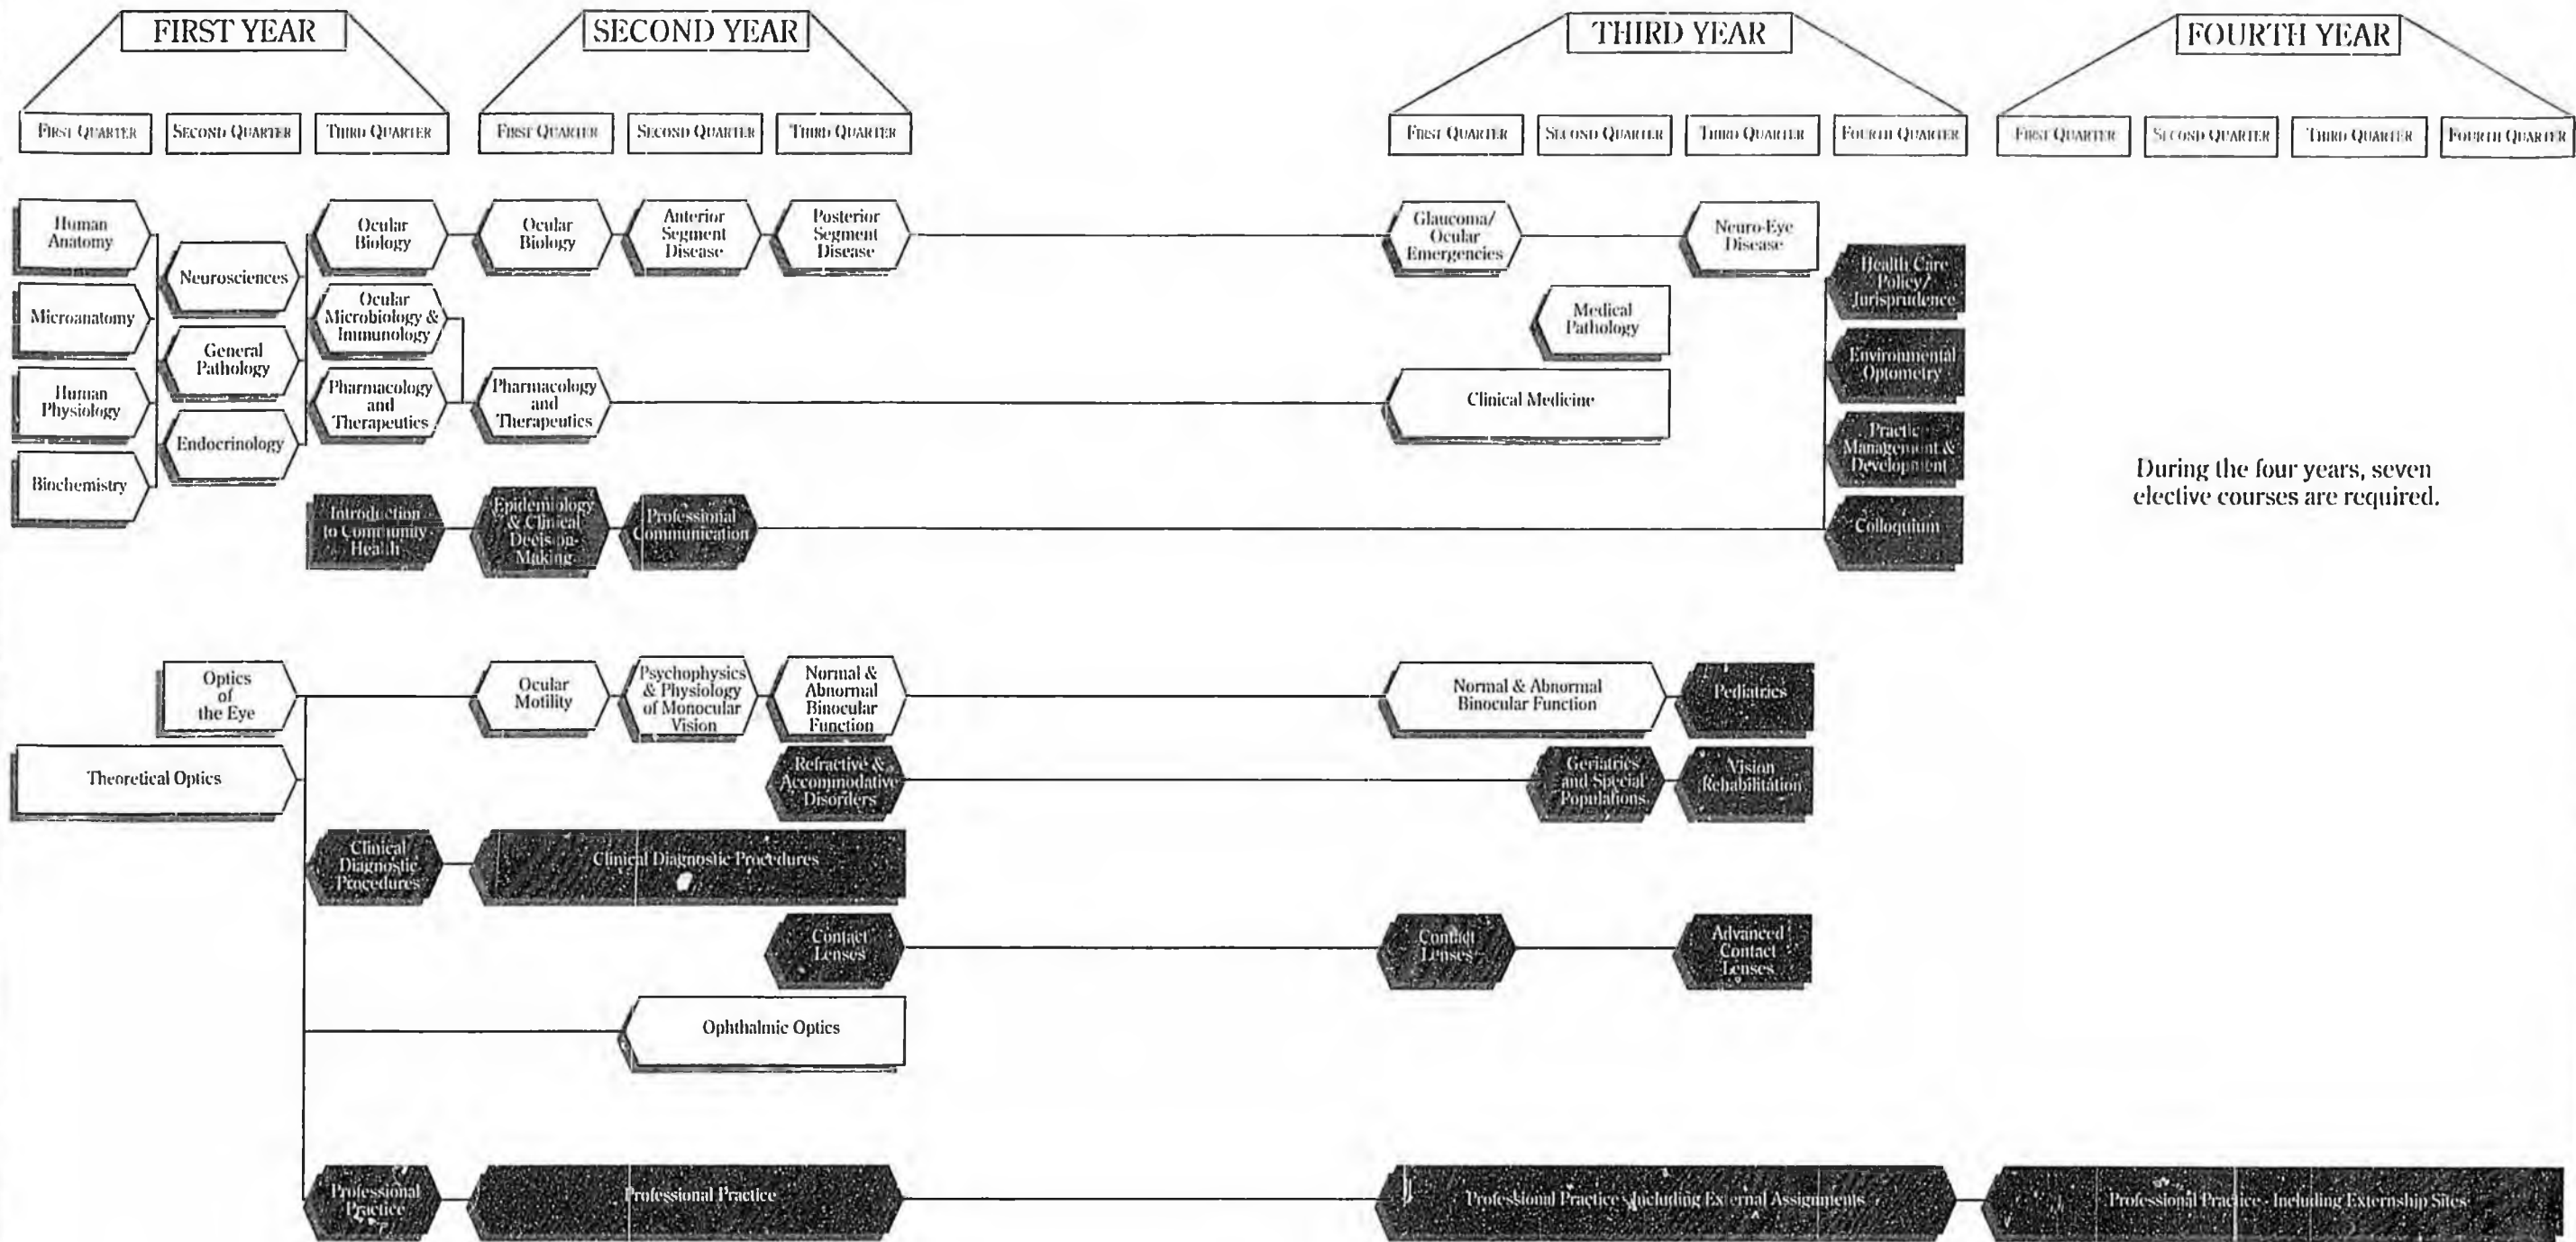 FIRST YEAR
SECOND YEAR
THIRD YEAR
FOURTH YEAR
FIRST QUARTER
SECOND QUARTER
THIRD QUARTER
FIRST QUARTER
SECOND QUARTER
THIRD QUARTER
FIRST QUARTER
SECOND QUARTER
THIRD QUARTER
FOURTH QUARTER
FIRST QUARTER
SECOND QUARTER
THIRD QUARTER
FOURTH QUARTER
Human
Anatomy
Microanatomy
Human
Physiology
Biochemistry
Neurosciences
General
Pathology
Endocrinology
Ocular
Biology
Ocular
Microbiology &
Immunology
Pharmacology
and
Therapeutics
Introduction
to Community
Health
Ocular
Biology
Pharmacology
and
Therapeutics
Epidemiology
& Clinical
Decision-
Making
Anterior
Segment
Disease
Professional
Communication
Posterior
Segment
Disease
Glaucoma/
Ocular
Emergencies
Medical
Pathology
Clinical Medicine
Neuro-Eye
Disease
Health Care
Policy/
Jurisprudence
Environmental
Optometry
Practic
Management &
Development
Colloquium
During the four years, seven
elective courses are required.
Optics
of
the Eye
Theoretical Optics
Ocular
Motility
Psychophysics
& Physiology
of Monocular
Vision
Normal &
Abnormal
Binocular
Function
Normal & Abnormal
Binocular Function
Pediatrics
Refractive &
Accommodative
Disorders
Geriatrics
and Special
Populations
Vision
Rehabilitation
Clinical
Diagnostic
Procedures
Clinical Diagnostic Procedures
Contact
Lenses
Contact
Lenses
Advanced
Contact
Lenses
Ophthalmic Optics
Professional
Practice
Professional Practice
Professional Practice - Including External Assignments
Professional Practice - Including Externship Sites